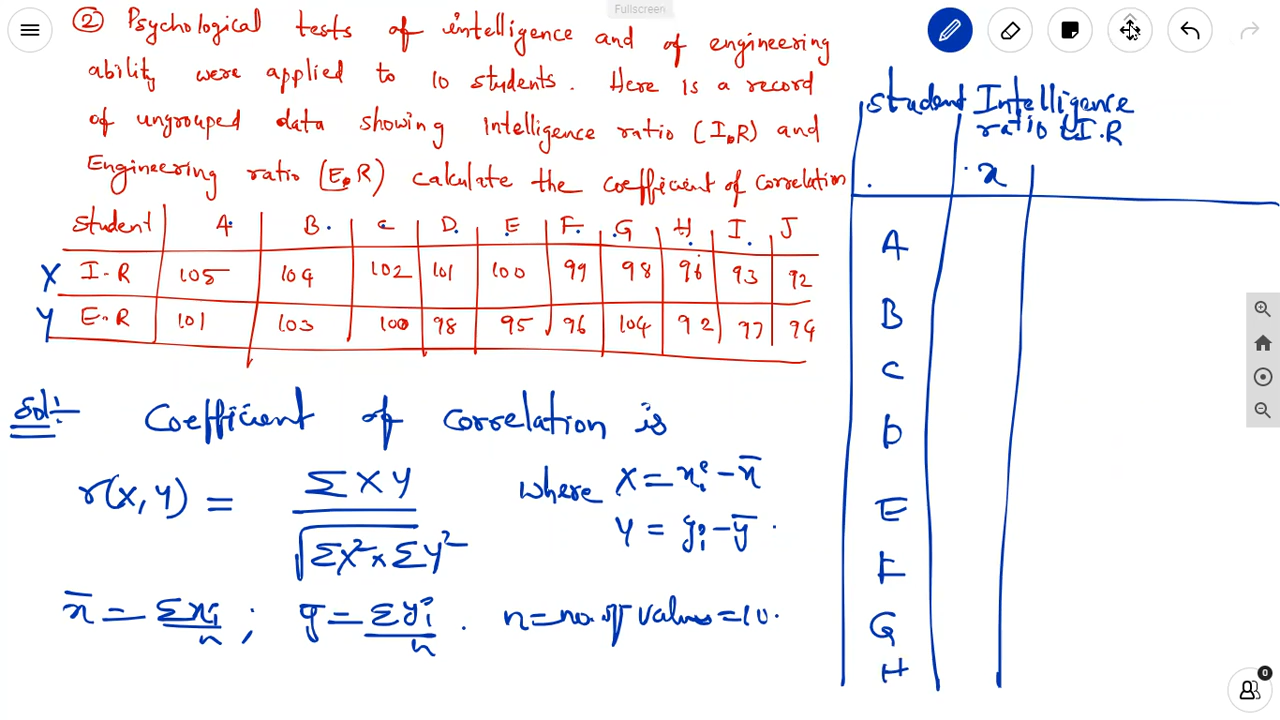 Fullscreen
② Psychological tests of intelligence and of engineering
ability were applied to 10 students. Here is a record
of ungrouped data showing Intelligence ratio (I.R) and
Engineering ratio (E.R) calculate the coefficient of correlation
student A B C D E F G H I J
X I.R 105 104 102 101 100 99 98 96 93 92
Y E.R 101 103 100 98 95 96 104 92 97 94
Sol:-
Coefficient of correlation is
r(X,Y) = ΣXY / √ΣX²×ΣY² where X = xi - x̄
Y = yi - ȳ
x̄ = Σxi/n ; ȳ = Σyi/n . n=no.of values=10.
student Intelligence
ratio I.R
x
A
B
C
D
E
F
G
H
0